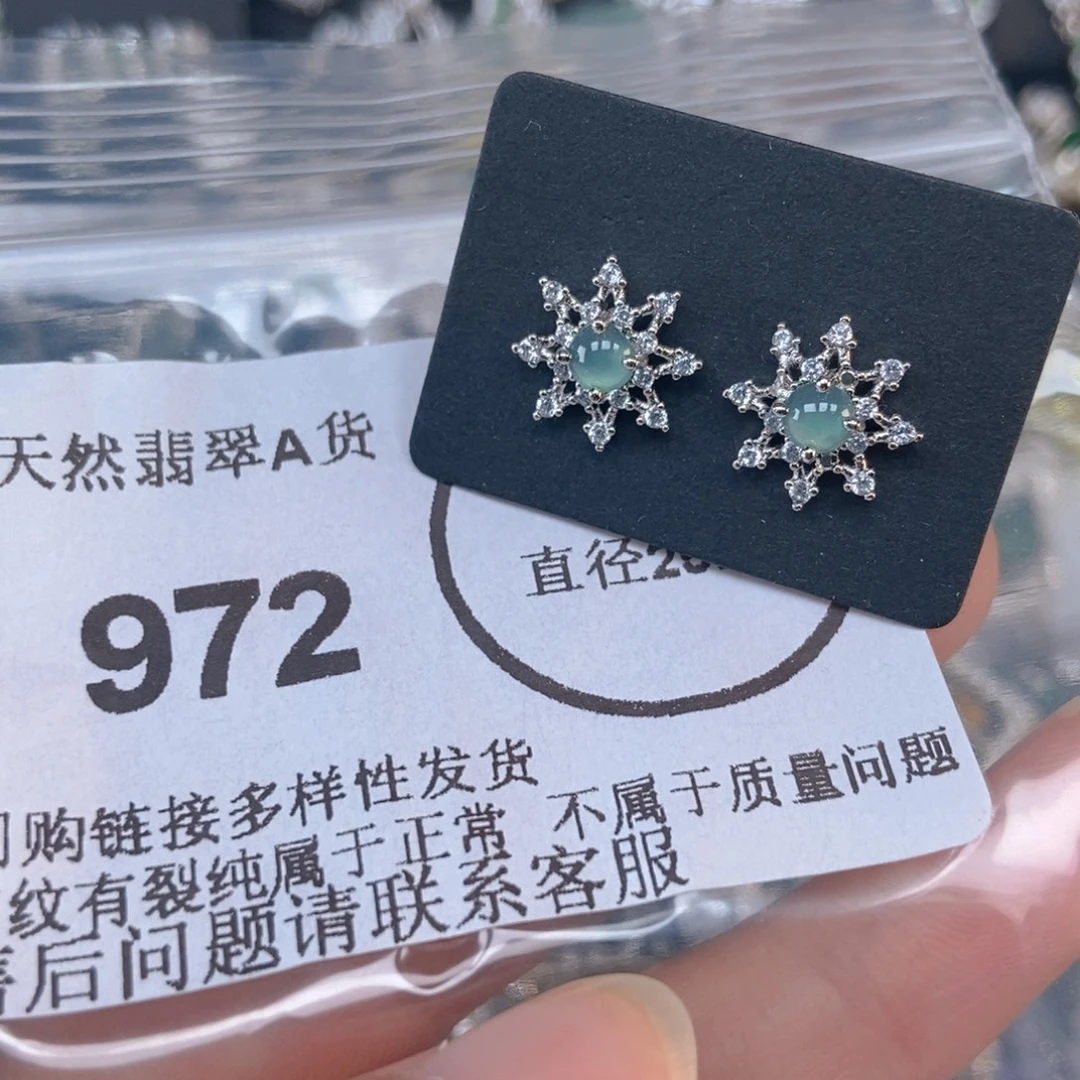 天然翡翠A货
972
直径2
购链接多样性发货
纹有裂纯属于正常 不属于质量问题
售后问题请联系客服